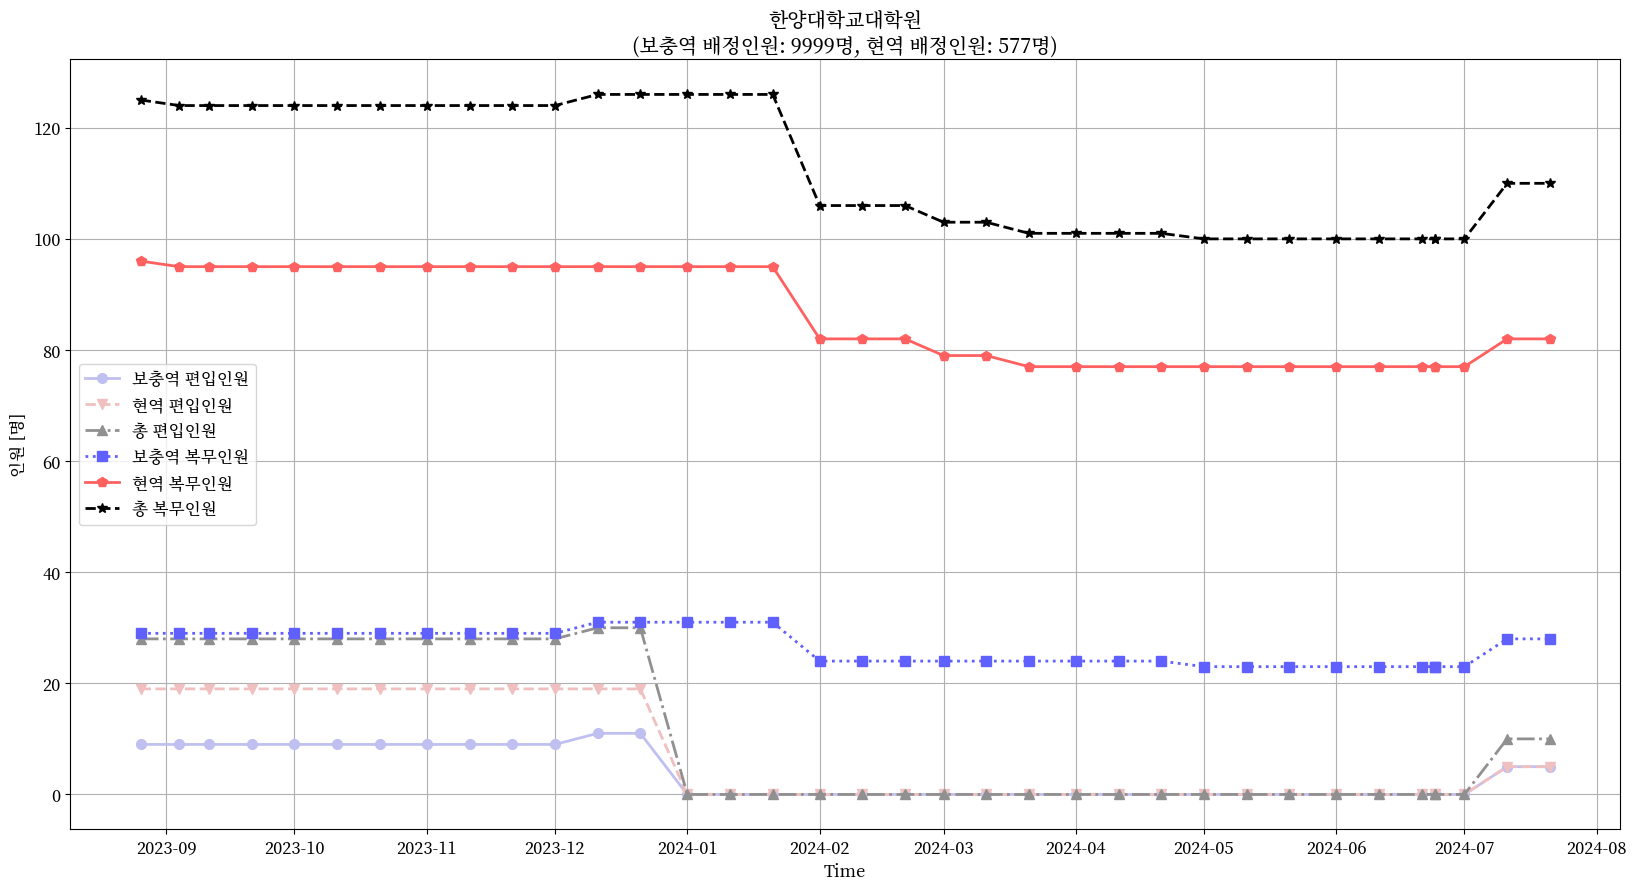 한양대학교대학원
(보충역 배정인원: 9999명, 현역 배정인원: 577명)
120
100
80
60
40
20
0
인원 [명]
보충역 편입인원
현역 편입인원
총 편입인원
보충역 복무인원
현역 복무인원
총 복무인원
2023-09 2023-10 2023-11 2023-12 2024-01 2024-02 2024-03 2024-04 2024-05 2024-06 2024-07 2024-08
Time